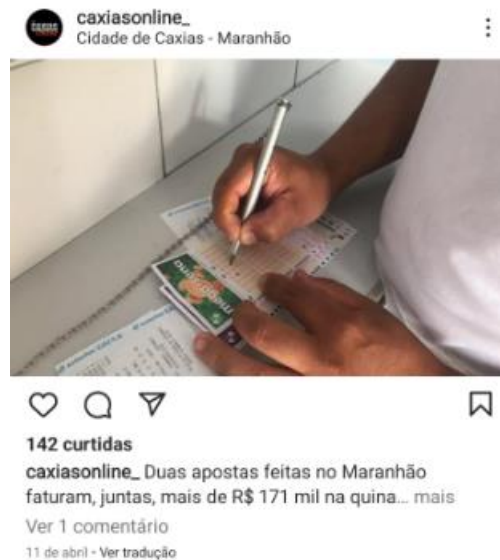 caxiasonline_
Cidade de Caxias - Maranhão
142 curtidas
caxiasonline_ Duas apostas feitas no Maranhão
faturam, juntas, mais de R$ 171 mil na quina... mais
Ver 1 comentário
11 de abril • Ver tradução